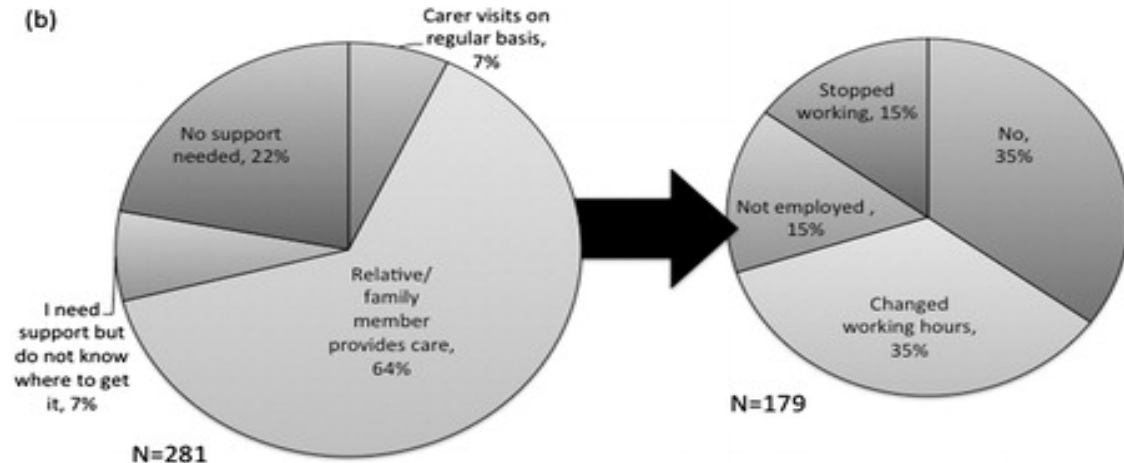 (b)
Carer visits on
regular basis,
7%
No support
needed, 22%
I need
support but
do not know
where to get
it, 7%
Relative/
family
member
provides care,
64%
N=281
Stopped
working, 15%
No,
35%
Not employed ,
15%
Changed
working hours,
35%
N=179